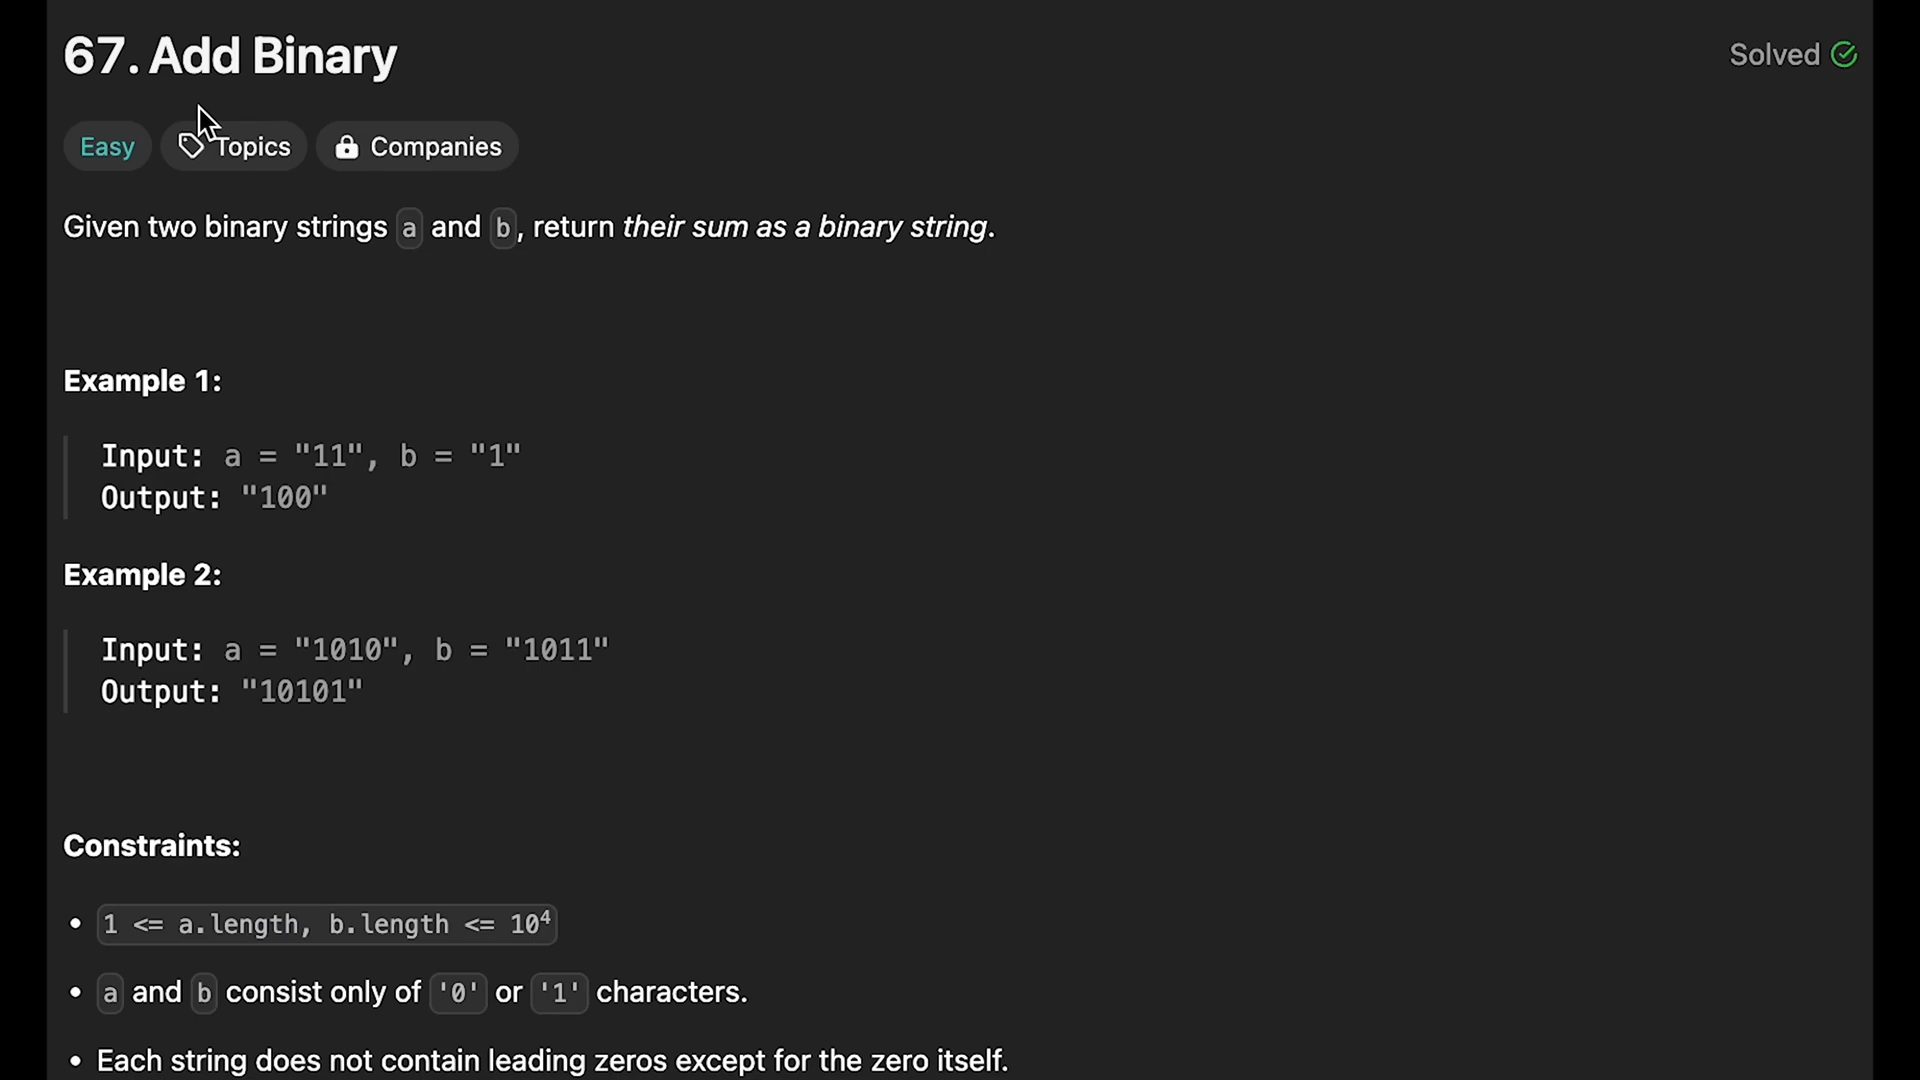 67. Add Binary
Solved
Easy Topics Companies
Given two binary strings a and b, return their sum as a binary string.
Example 1:
Input: a = "11", b = "1"
Output: "100"
Example 2:
Input: a = "1010", b = "1011"
Output: "10101"
Constraints:
• 1 <= a.length, b.length <= 10⁴
• a and b consist only of '0' or '1' characters.
• Each string does not contain leading zeros except for the zero itself.